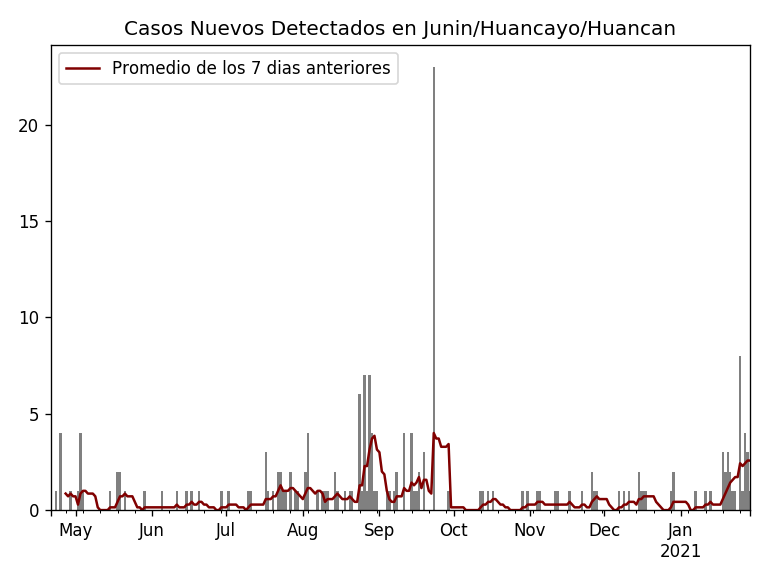 Casos Nuevos Detectados en Junin/Huancayo/Huancan
Promedio de los 7 dias anteriores
20
15
10
5
0
May Jun Jul Aug Sep Oct Nov Dec Jan
2021